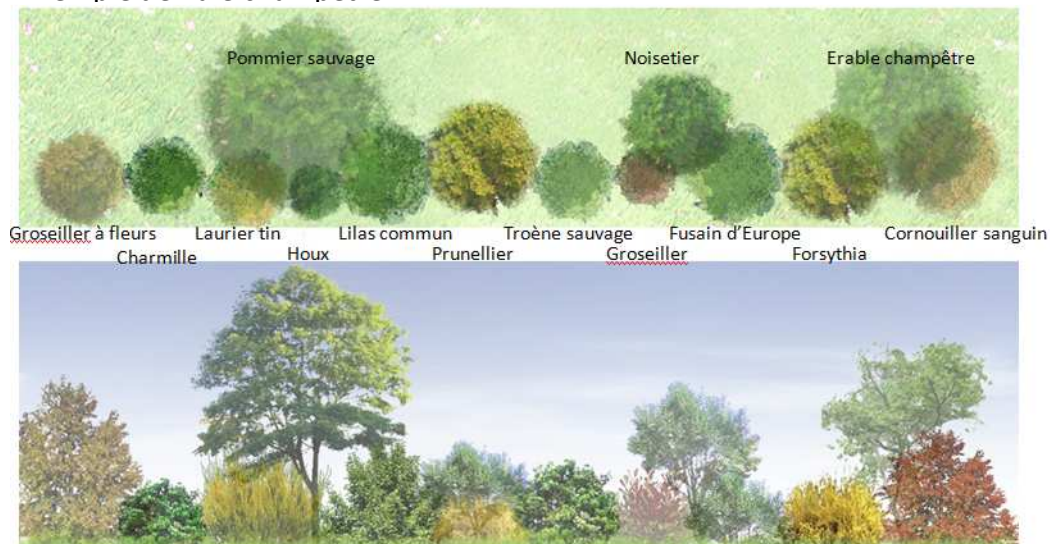 Pommier sauvage Noisetier Erable champêtre
Groseiller à fleurs Laurier tin Lilas commun Troène sauvage Fusain d'Europe Cornouiller sanguin
Charmille Houx Prunellier Groseiller Forsythia